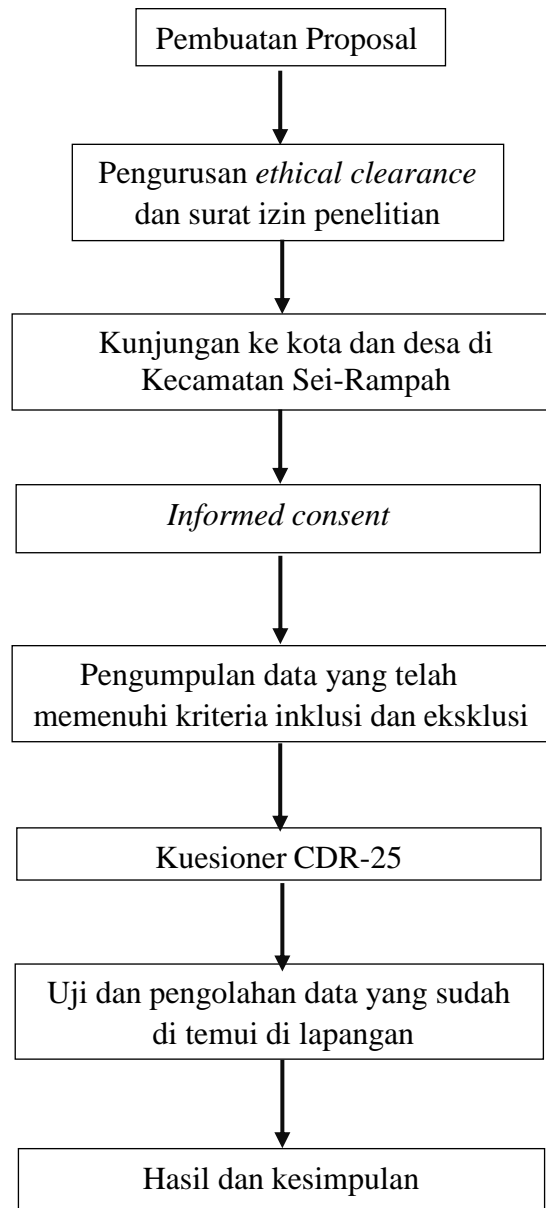 Pembuatan Proposal
Pengurusan ethical clearance
dan surat izin penelitian
Kunjungan ke kota dan desa di
Kecamatan Sei-Rampah
Informed consent
Pengumpulan data yang telah
memenuhi kriteria inklusi dan eksklusi
Kuesioner CDR-25
Uji dan pengolahan data yang sudah
di temui di lapangan
Hasil dan kesimpulan